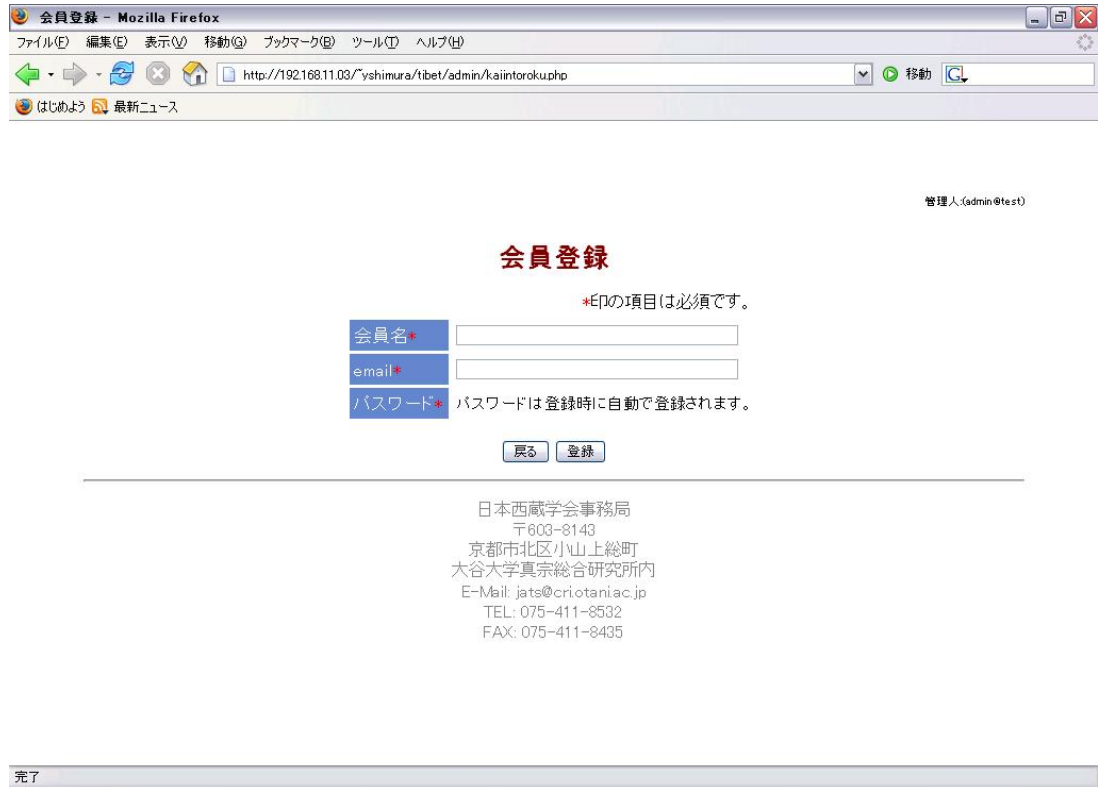 会員登録 - Mozilla Firefox
ファイル(F) 編集(E) 表示(V) 移動(G) ブックマーク(B) ツール(T) ヘルプ(H)
http://192.168.11.03/~yshimura/tibet/admin/kaiintoroku.php 移動 G
はじめよう 最新ニュース
管理人:(admin@test)
会員登録
*印の項目は必須です。
会員名*
email*
パスワード* パスワードは登録時に自動で登録されます。
戻る 登録
日本西蔵学会事務局
〒603-8143
京都市北区小山上総町
大谷大学真宗総合研究所内
E-Mail: jats@cri.otani.ac.jp
TEL: 075-411-8532
FAX: 075-411-8435
完了